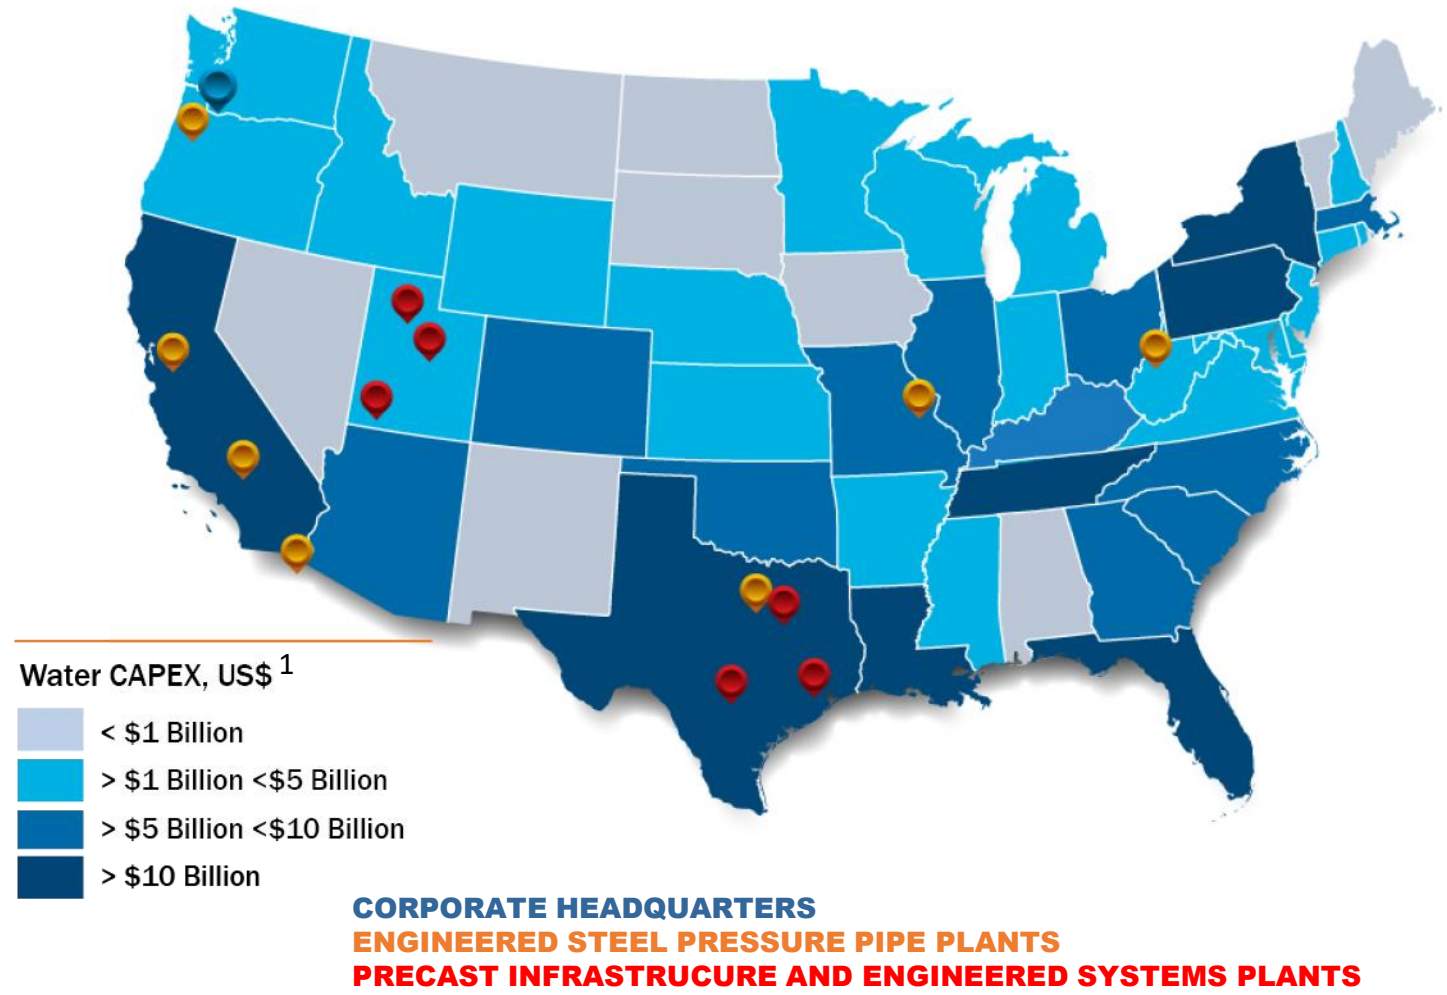 Water CAPEX, US$ 1
< $1 Billion
> $1 Billion <$5 Billion
> $5 Billion <$10 Billion
> $10 Billion
CORPORATE HEADQUARTERS
ENGINEERED STEEL PRESSURE PIPE PLANTS
PRECAST INFRASTRUCURE AND ENGINEERED SYSTEMS PLANTS